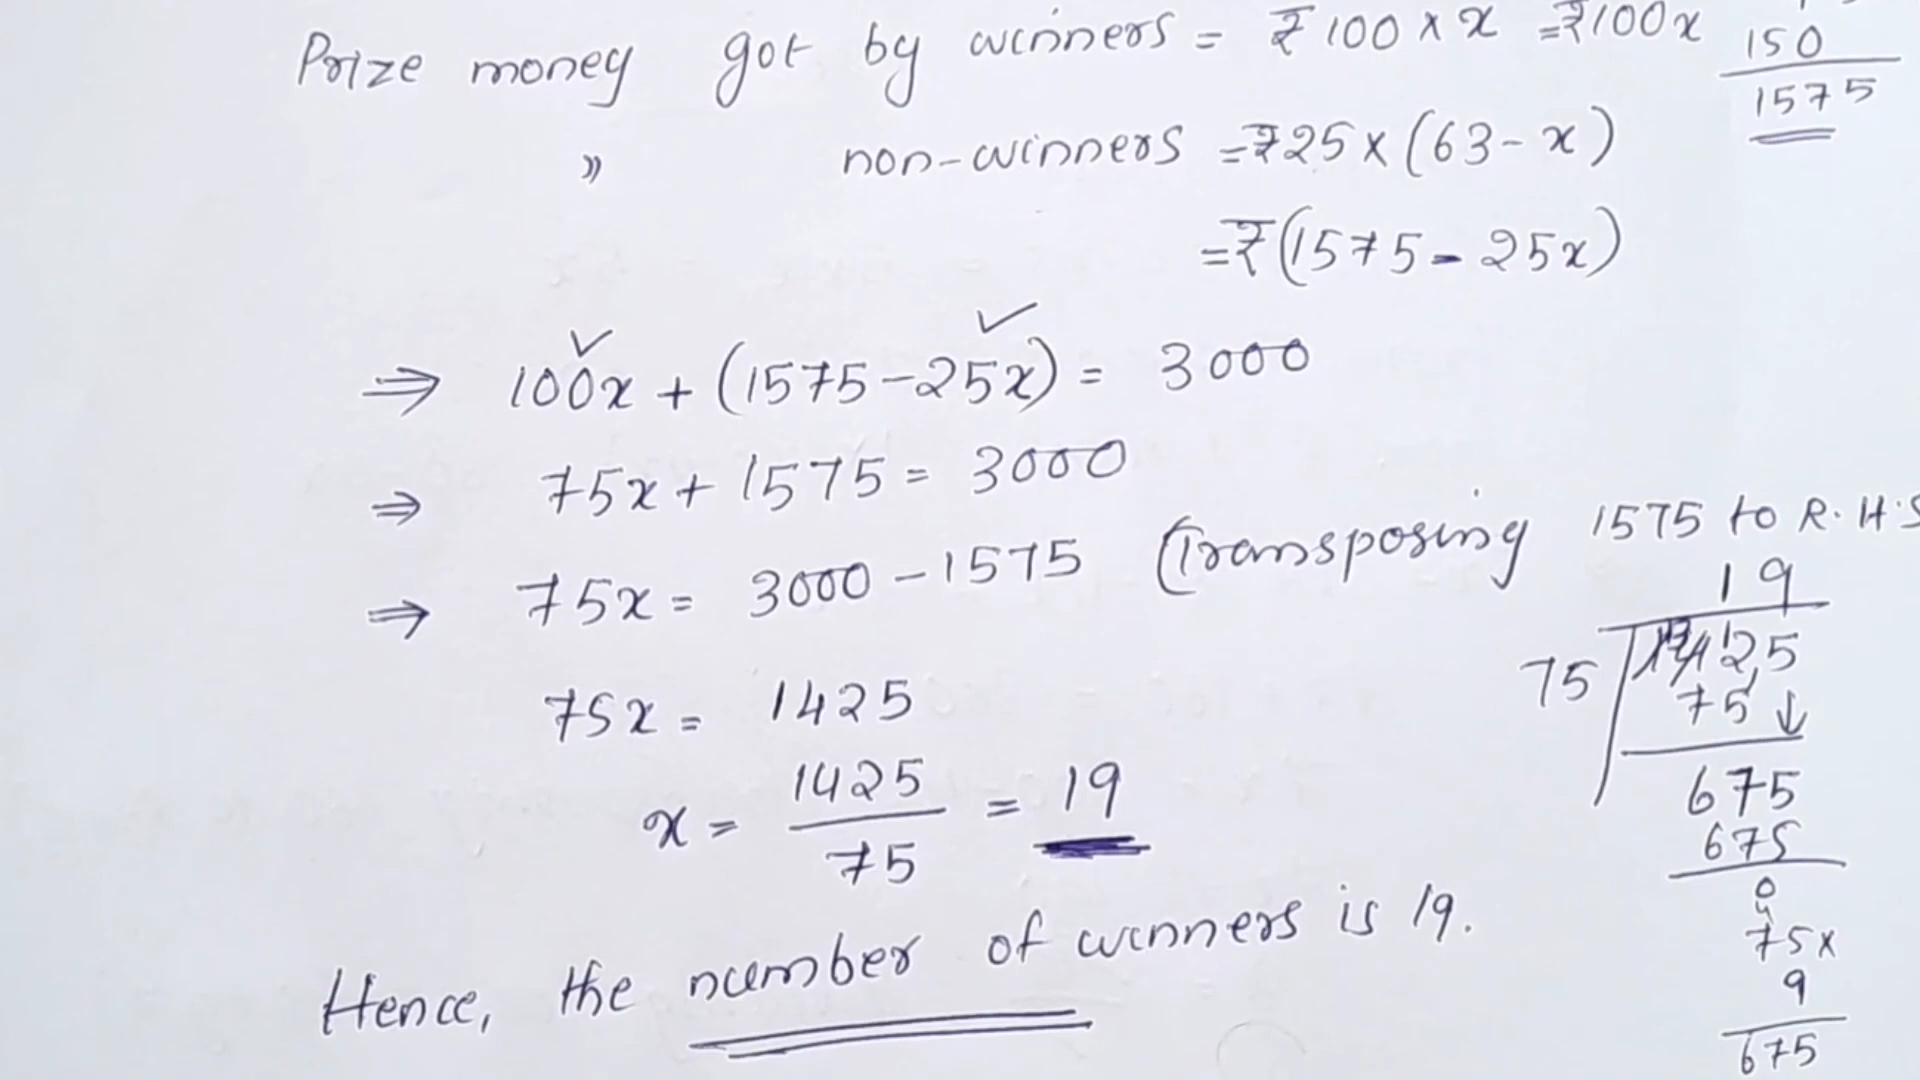 Prize money got by winners = ₹ 100 × x = ₹100x
〃 non-winners = ₹25 × (63 - x)
= ₹(1575 - 25x)
⇒ 100x + (1575 - 25x) = 3000
⇒ 75x + 1575 = 3000
⇒ 75x = 3000 - 1575 (Transposing 1575 to R.H.S
75x = 1425
x = 1425/75 = 19
Hence, the number of winners is 19.
150
1575
19
75 1425
75 ↓
675
675
0
4
75 x
9
675